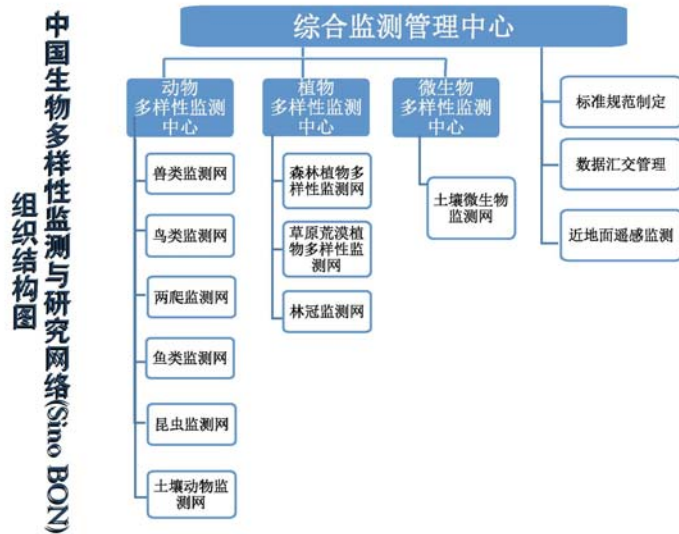 中国生物多样性监测与研究网络(Sino BON)
组织结构图
综合监测管理中心
动物
多样性监测
中心
植物
多样性监测
中心
微生物
多样性监测
中心
兽类监测网
鸟类监测网
两爬监测网
鱼类监测网
昆虫监测网
土壤动物监
测网
森林植物多
样性监测网
草原荒漠植
物多样性监
测网
林冠监测网
土壤微生物
监测网
标准规范制定
数据汇交管理
近地面遥感监测